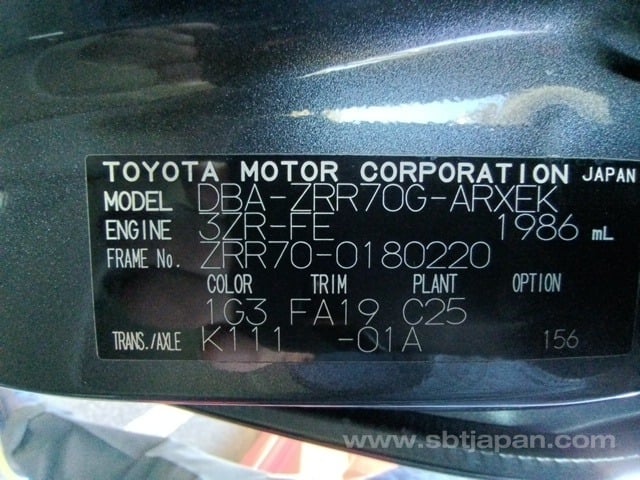 TOYOTA MOTOR CORPORATION JAPAN
MODEL DBA-ZRR70G-ARXEK
ENGINE 3ZR-FE 1986 mL
FRAME No. ZRR70-0180220
COLOR TRIM PLANT OPTION
1G3 FA19 C25
TRANS./AXLE K111 -01A 156
www.sbtjapan.com